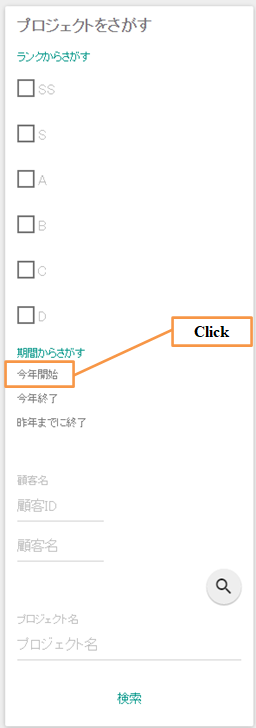 プロジェクトをさがす
ランクからさがす
SS
S
A
B
C
D
Click
期間からさがす
今年開始
今年終了
昨年までに終了
顧客名
顧客ID
顧客名
プロジェクト名
プロジェクト名
検索